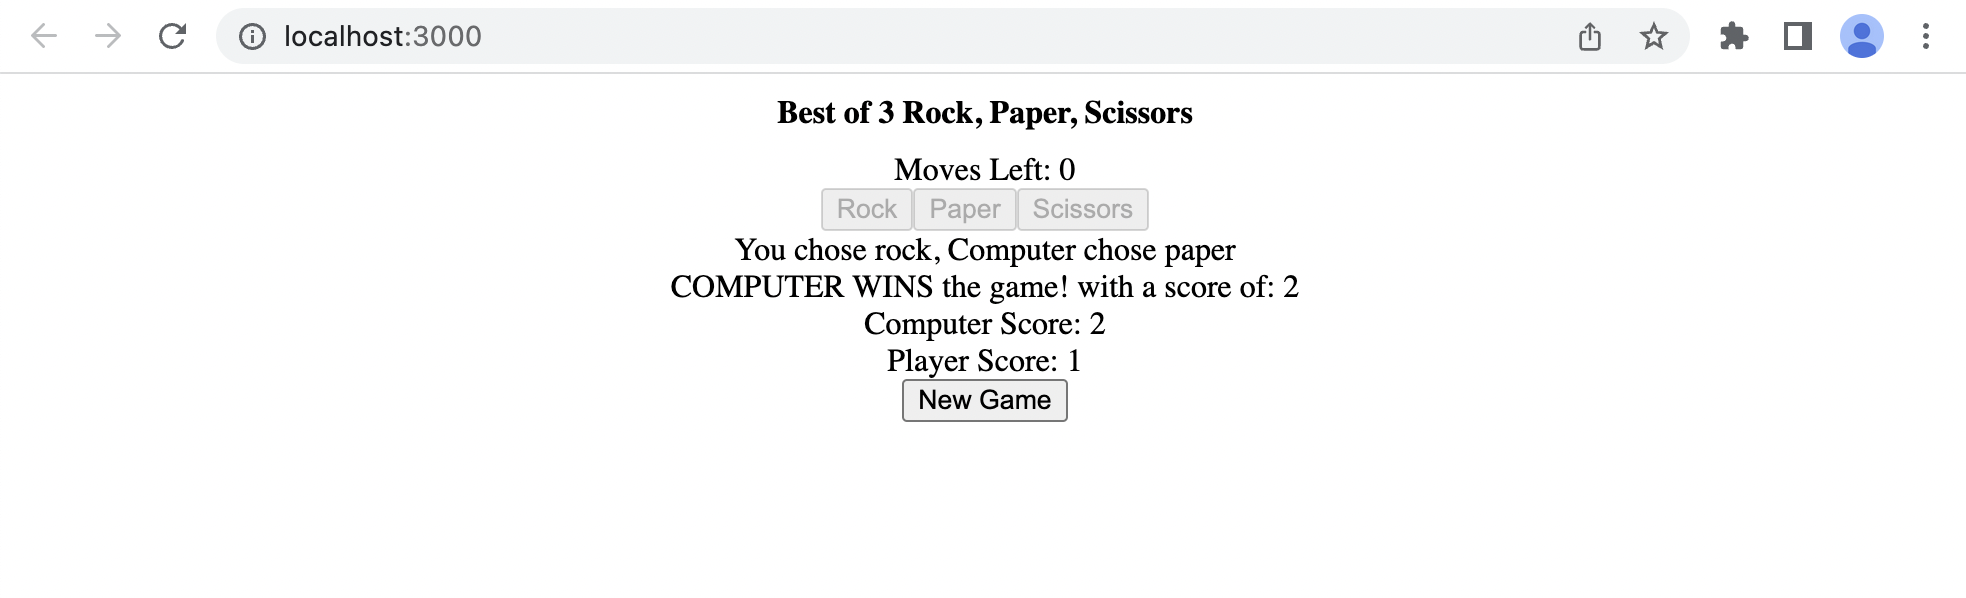 localhost:3000
Best of 3 Rock, Paper, Scissors
Moves Left: 0
Rock Paper Scissors
You chose rock, Computer chose paper
COMPUTER WINS the game! with a score of: 2
Computer Score: 2
Player Score: 1
New Game